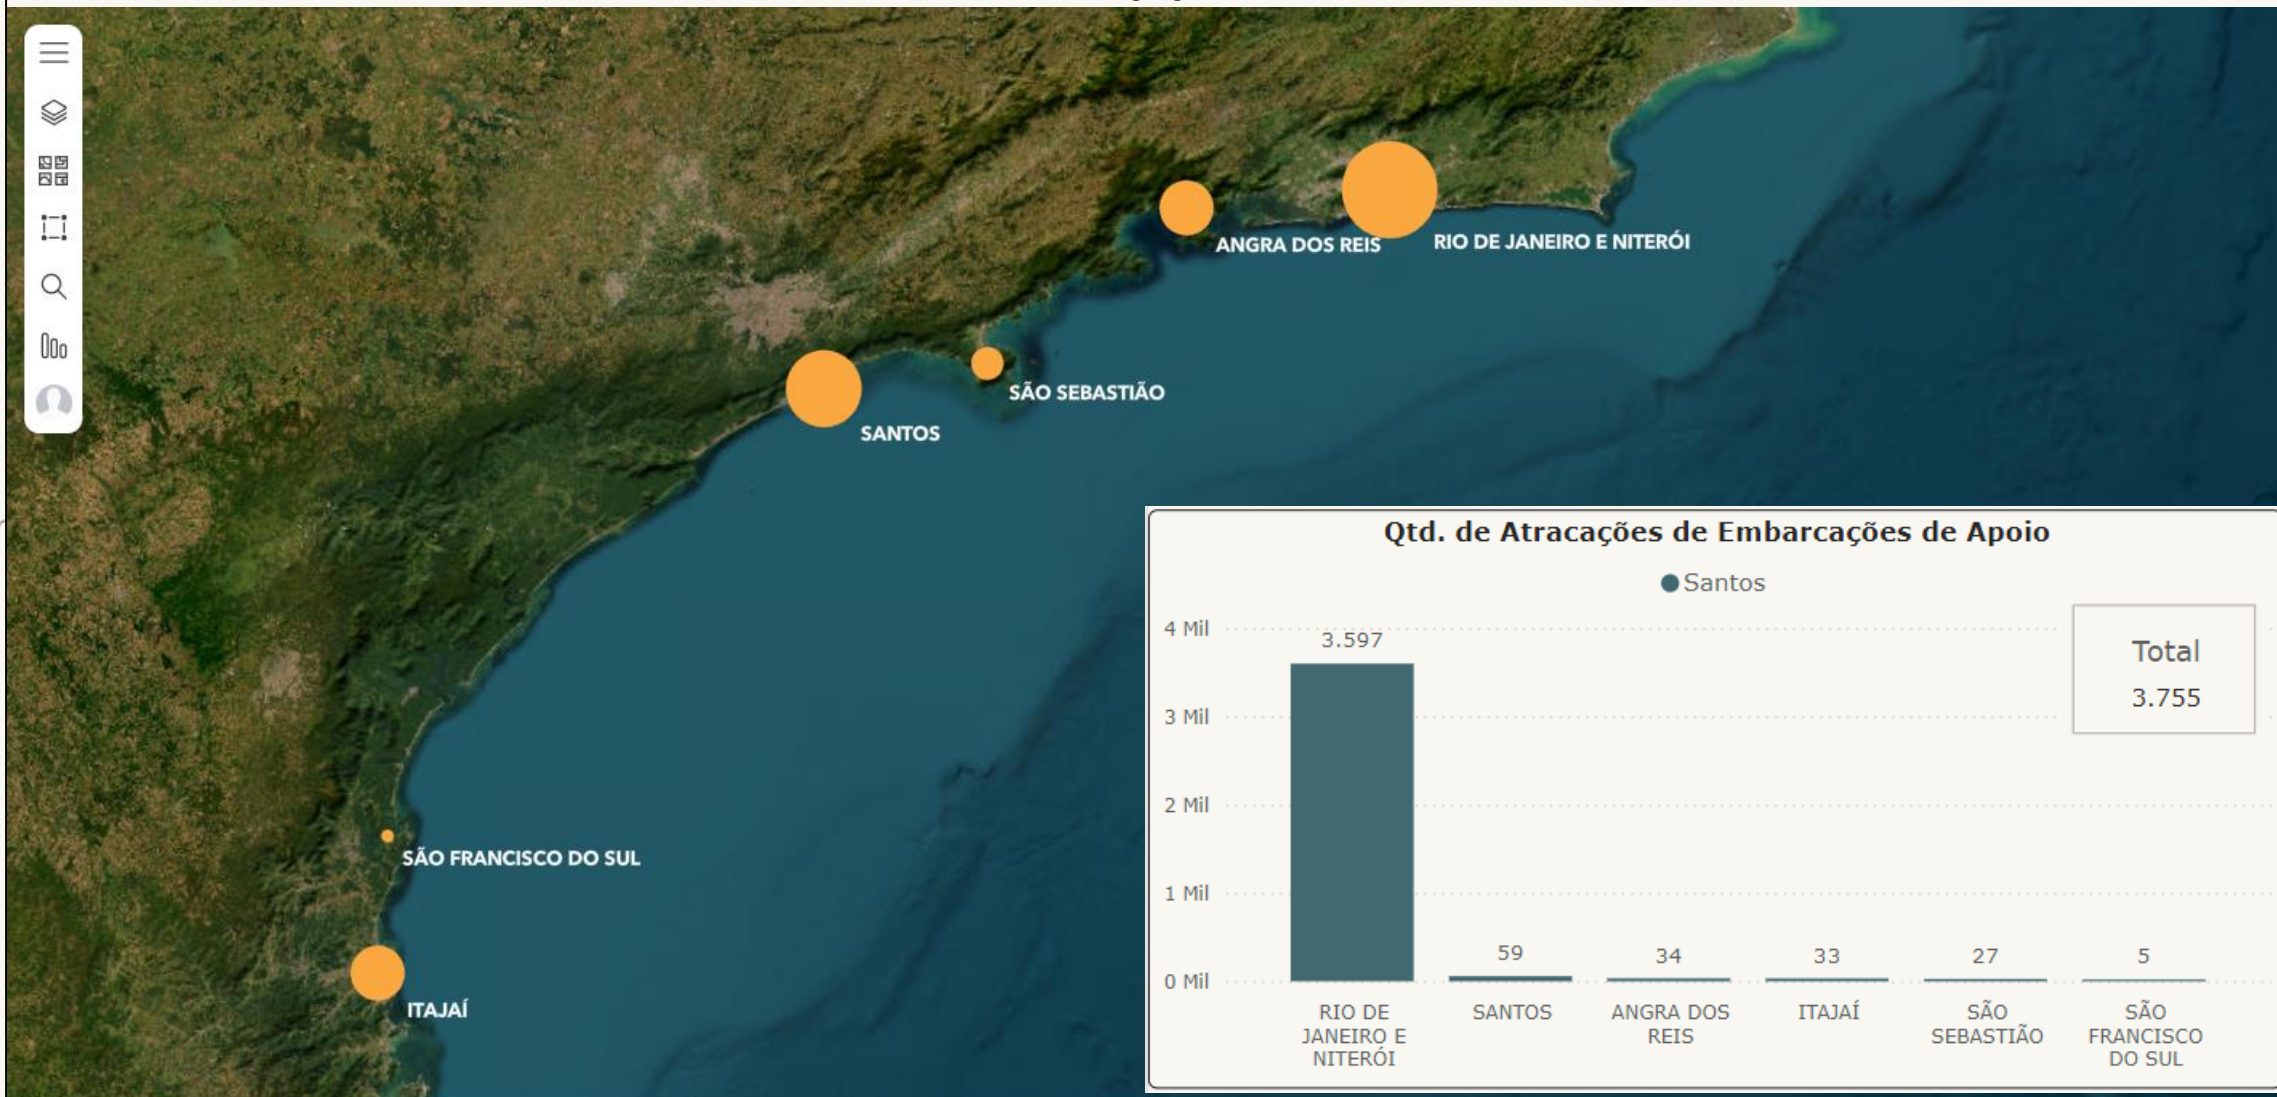 ANGRA DOS REIS
RIO DE JANEIRO E NITERÓI
SÃO SEBASTIÃO
SANTOS
SÃO FRANCISCO DO SUL
ITAJAÍ
Qtd. de Atracações de Embarcações de Apoio
Santos
Total
3.755
4 Mil
3 Mil
2 Mil
1 Mil
0 Mil
3.597
59
34
33
27
5
RIO DE
JANEIRO E
NITERÓI
SANTOS
ANGRA DOS
REIS
ITAJAÍ
SÃO
SEBASTIÃO
SÃO
FRANCISCO
DO SUL